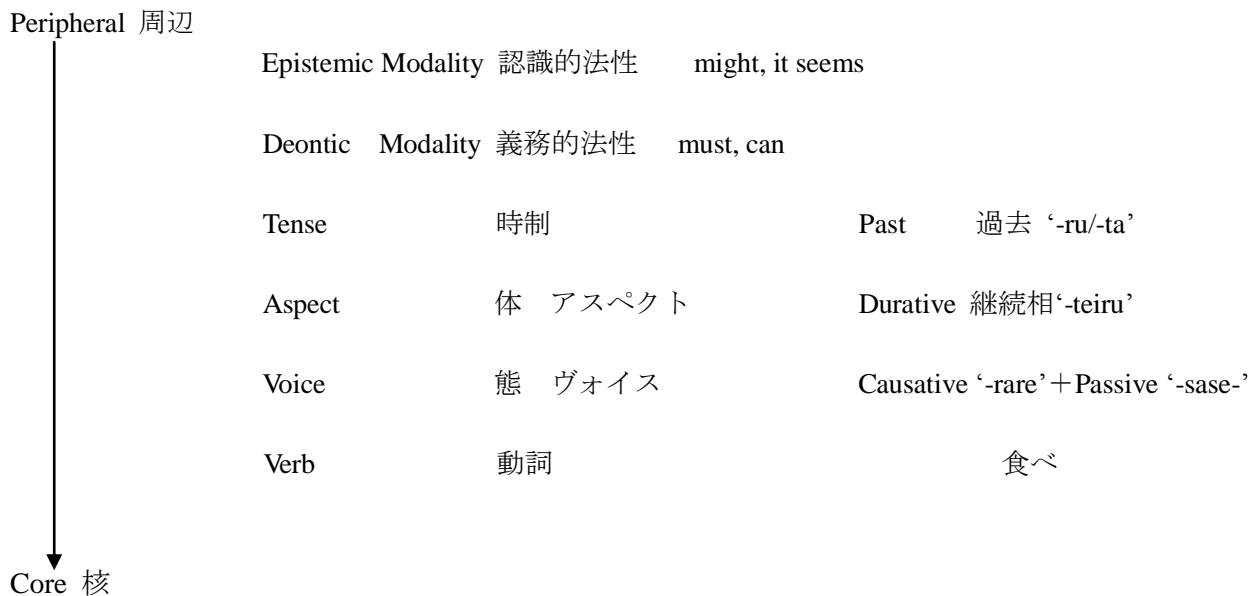 Peripheral 周辺
Epistemic Modality 認識的法性 might, it seems
Deontic Modality 義務的法性 must, can
Tense 時制 Past 過去 ‘-ru/-ta’
Aspect 体 アスペクト Durative 継続相‘-teiru’
Voice 態 ヴォイス Causative ‘-rare’＋Passive ‘-sase-’
Verb 動詞 食べ
Core 核